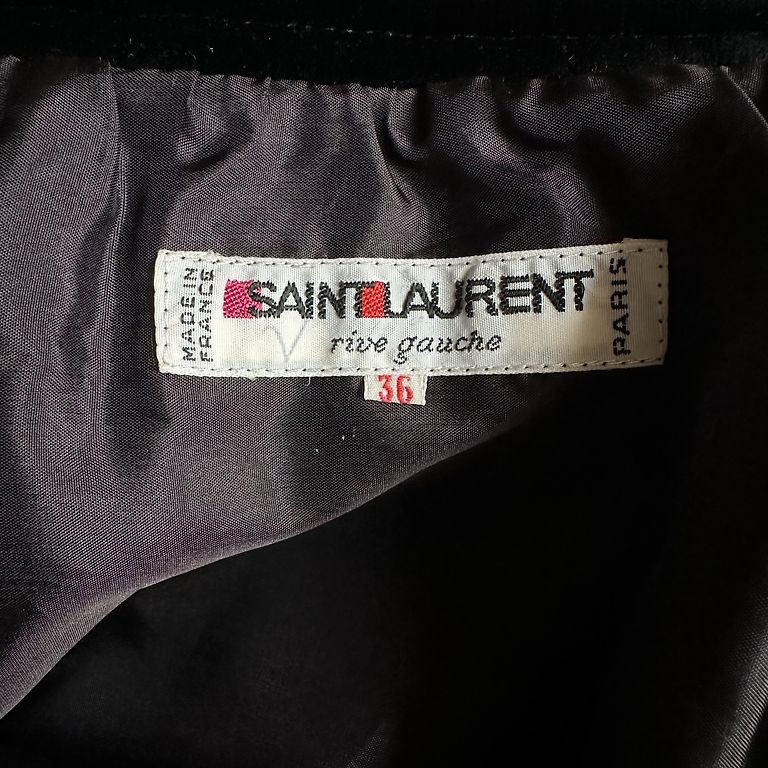 MADE IN
FRANCE
SAINT LAURENT
rive gauche
PARIS
36